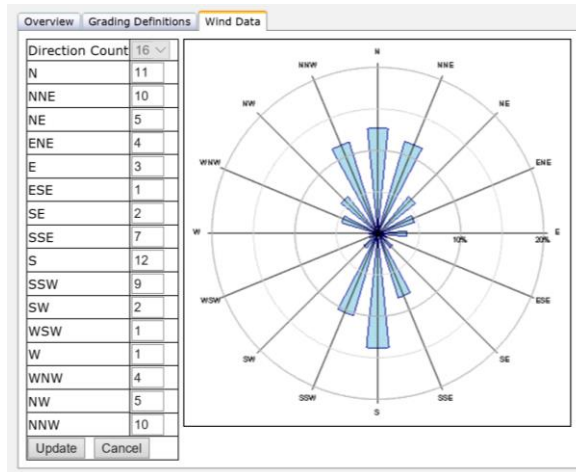 Overview Grading Definitions Wind Data
Direction Count 16
N 11
NNE 10
NE 5
ENE 4
E 3
ESE 1
SE 2
SSE 7
S 12
SSW 9
SW 2
WSW 1
W 1
WNW 4
NW 5
NNW 10
Update Cancel
N
NNW NNE
NW NE
WNW ENE
W 10% 20% E
WSW ESE
SW SE
SSW SSE
S